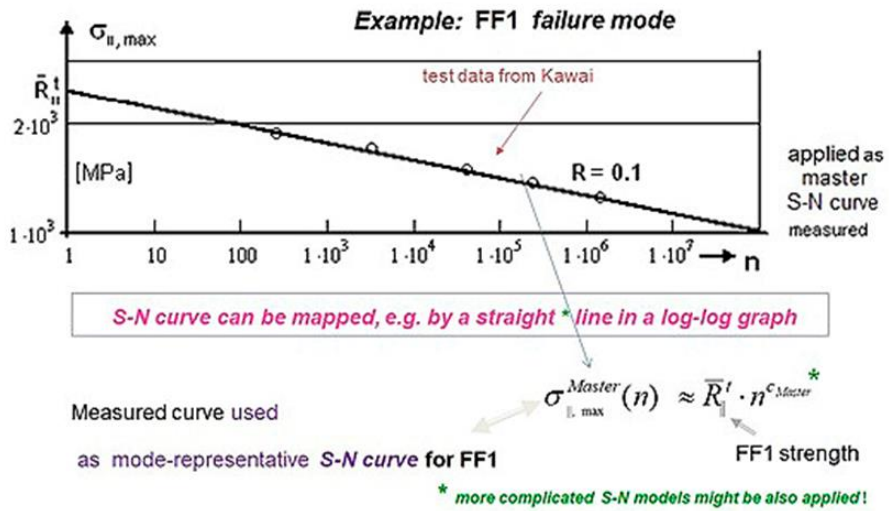 Example: FF1 failure mode
σ||,max
R̄||ᵗ
test data from Kawai
2·10³
[MPa]
R = 0.1
applied as
master
S-N curve
measured
1·10³
1 10 100 1·10³ 1·10⁴ 1·10⁵ 1·10⁶ 1·10⁷ n
S-N curve can be mapped, e.g. by a straight * line in a log-log graph
σ||,max^Master (n) ≈ R̄||ᵗ · n^c_Master *
Measured curve used
FF1 strength
as mode-representative S-N curve for FF1
* more complicated S-N models might be also applied!